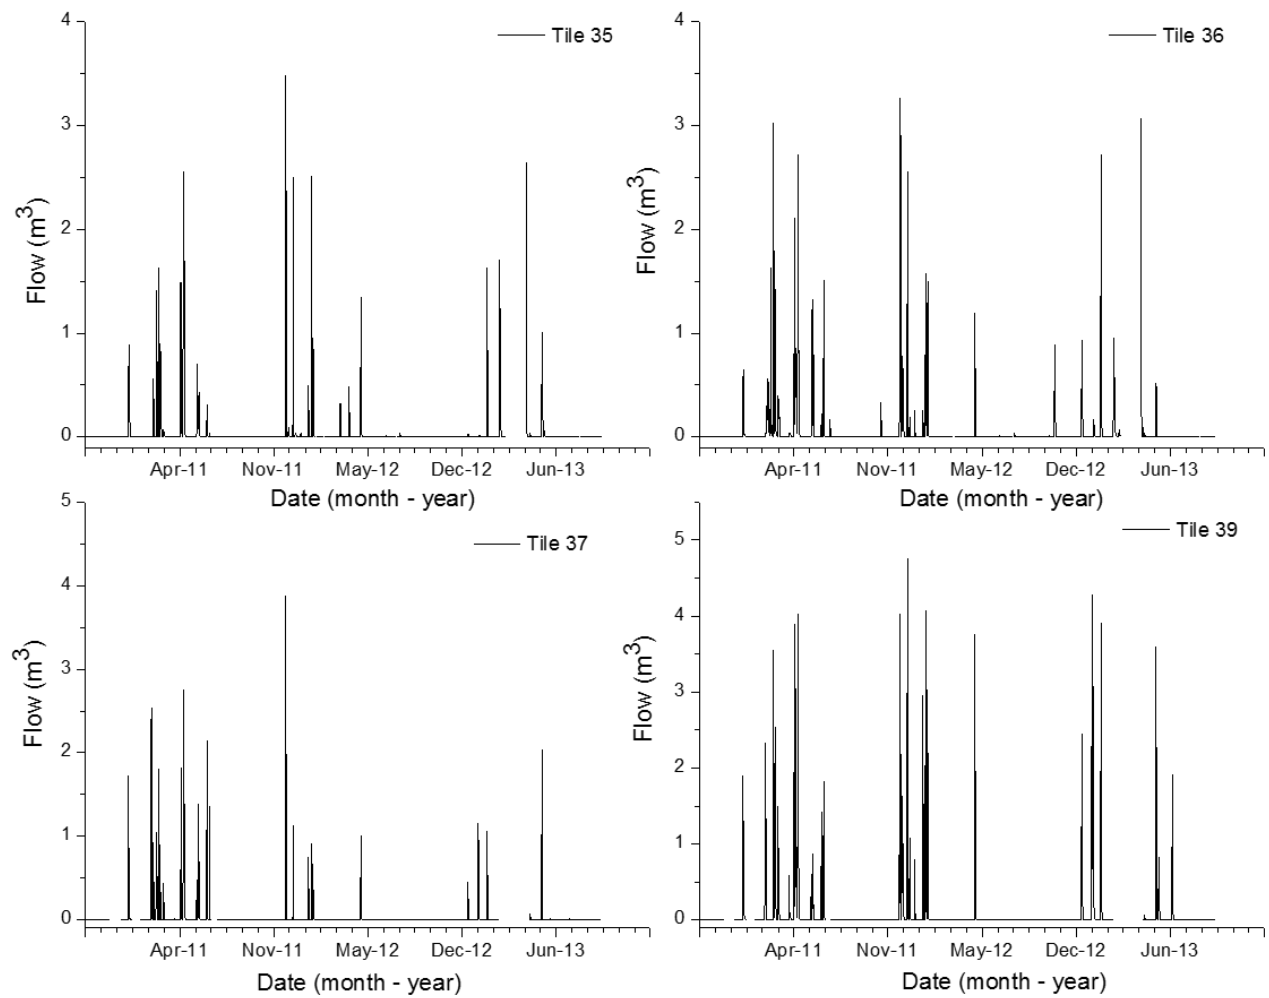 Tile 35
4
3
2
1
0
Flow (m³)
Apr-11 Nov-11 May-12 Dec-12 Jun-13
Date (month - year)
Tile 36
4
3
2
1
0
Flow (m³)
Apr-11 Nov-11 May-12 Dec-12 Jun-13
Date (month - year)
Tile 37
5
4
3
2
1
0
Flow (m³)
Apr-11 Nov-11 May-12 Dec-12 Jun-13
Date (month - year)
Tile 39
5
4
3
2
1
0
Flow (m³)
Apr-11 Nov-11 May-12 Dec-12 Jun-13
Date (month - year)